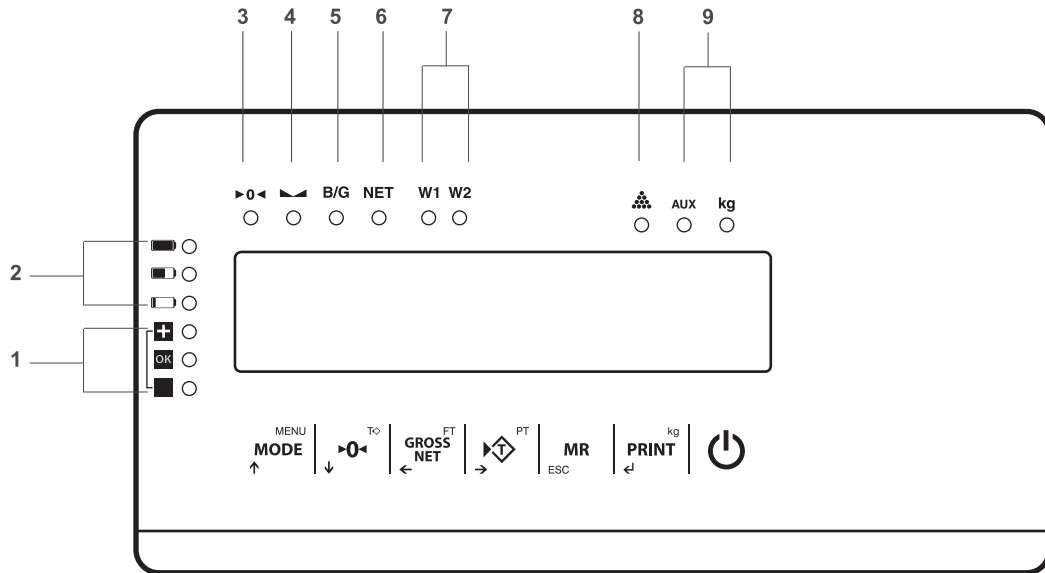 3 4 5 6 7 8 9
►0◄ B/G NET W1 W2 AUX kg
2
1
OK
MENU T FT PT kg
MODE ►0◄ GROSS NET T MR PRINT
↑ ↓ ← → ESC ↵